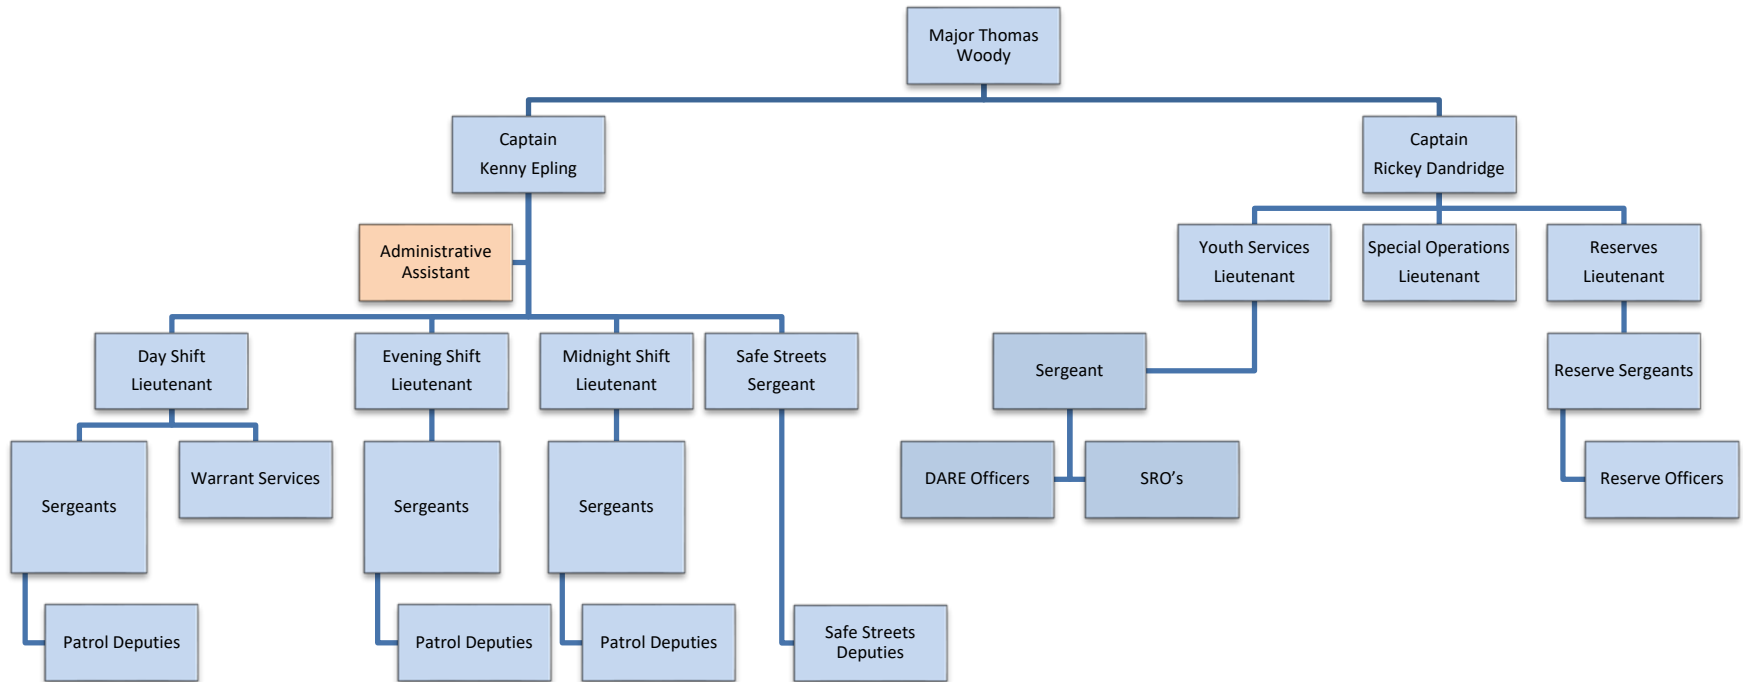 Major Thomas
Woody
Captain
Kenny Epling
Captain
Rickey Dandridge
Administrative
Assistant
Youth Services
Lieutenant
Special Operations
Lieutenant
Reserves
Lieutenant
Day Shift
Lieutenant
Evening Shift
Lieutenant
Midnight Shift
Lieutenant
Safe Streets
Sergeant
Sergeant
Reserve Sergeants
Sergeants
Warrant Services
Sergeants
Sergeants
DARE Officers
SRO’s
Reserve Officers
Patrol Deputies
Patrol Deputies
Patrol Deputies
Safe Streets
Deputies